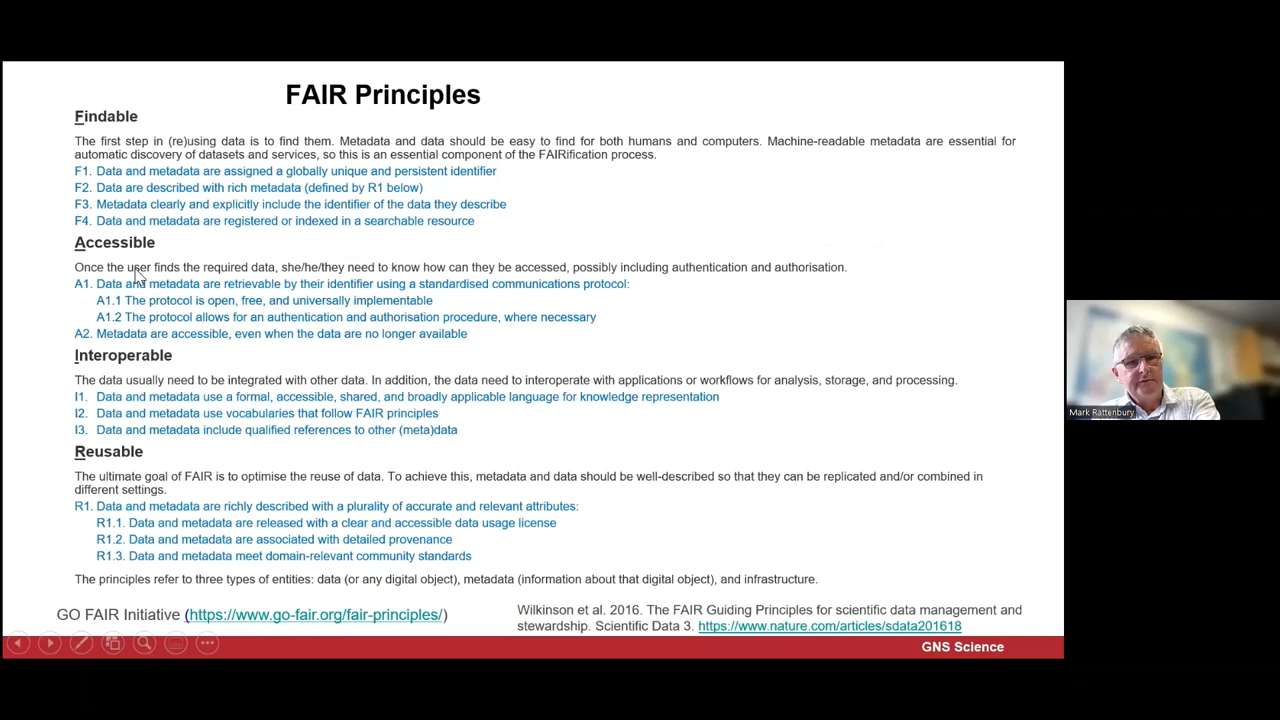 FAIR Principles
Findable
The first step in (re)using data is to find them. Metadata and data should be easy to find for both humans and computers. Machine-readable metadata are essential for
automatic discovery of datasets and services, so this is an essential component of the FAIRification process.
F1. Data and metadata are assigned a globally unique and persistent identifier
F2. Data are described with rich metadata (defined by R1 below)
F3. Metadata clearly and explicitly include the identifier of the data they describe
F4. Data and metadata are registered or indexed in a searchable resource
Accessible
Once the user finds the required data, she/he/they need to know how can they be accessed, possibly including authentication and authorisation.
A1. Data and metadata are retrievable by their identifier using a standardised communications protocol:
A1.1 The protocol is open, free, and universally implementable
A1.2 The protocol allows for an authentication and authorisation procedure, where necessary
A2. Metadata are accessible, even when the data are no longer available
Interoperable
The data usually need to be integrated with other data. In addition, the data need to interoperate with applications or workflows for analysis, storage, and processing.
I1. Data and metadata use a formal, accessible, shared, and broadly applicable language for knowledge representation
I2. Data and metadata use vocabularies that follow FAIR principles
I3. Data and metadata include qualified references to other (meta)data
Reusable
The ultimate goal of FAIR is to optimise the reuse of data. To achieve this, metadata and data should be well-described so that they can be replicated and/or combined in
different settings.
R1. Data and metadata are richly described with a plurality of accurate and relevant attributes:
R1.1. Data and metadata are released with a clear and accessible data usage license
R1.2. Data and metadata are associated with detailed provenance
R1.3. Data and metadata meet domain-relevant community standards
The principles refer to three types of entities: data (or any digital object), metadata (information about that digital object), and infrastructure.
GO FAIR Initiative (https://www.go-fair.org/fair-principles/)
Wilkinson et al. 2016. The FAIR Guiding Principles for scientific data management and
stewardship. Scientific Data 3. https://www.nature.com/articles/sdata201618
GNS Science
Mark Rattenbury